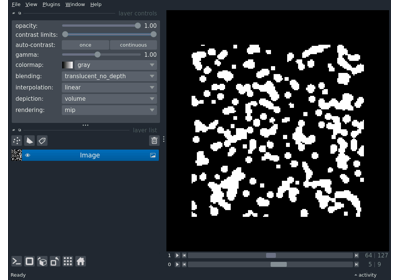 File View Plugins Window Help
layer controls
opacity: 1.00
contrast limits:
auto-contrast: once continuous
gamma: 1.00
colormap: gray
blending: translucent_no_depth
interpolation: linear
depiction: volume
rendering: mip
layer list
Image
1 64 127
0 5 9
Ready activity